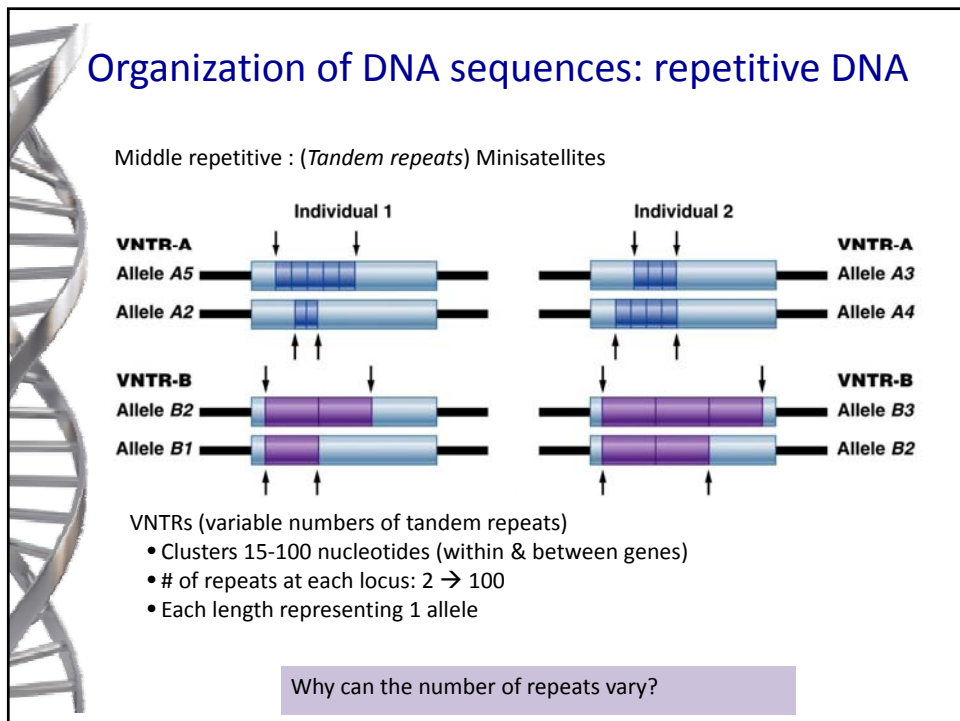 Organization of DNA sequences: repetitive DNA
Middle repetitive : (Tandem repeats) Minisatellites
Individual 1
Individual 2
VNTR-A
VNTR-A
Allele A5
Allele A3
Allele A2
Allele A4
VNTR-B
VNTR-B
Allele B2
Allele B3
Allele B1
Allele B2
VNTRs (variable numbers of tandem repeats)
• Clusters 15-100 nucleotides (within & between genes)
• # of repeats at each locus: 2 → 100
• Each length representing 1 allele
Why can the number of repeats vary?